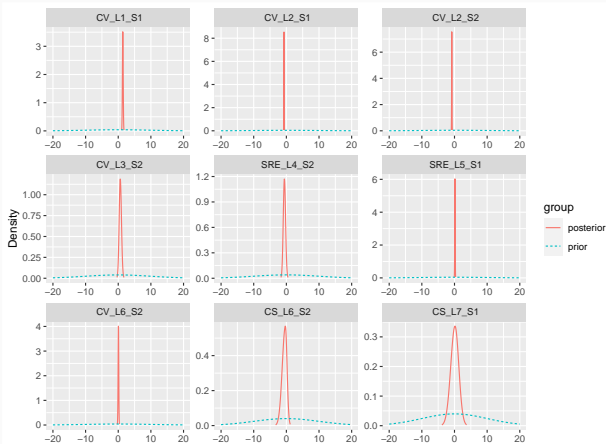 CV_L1_S1 CV_L2_S1 CV_L2_S2
3 8 6
2 6 4
1 4 2
0 2 0
0
−20 −10 0 10 20 −20 −10 0 10 20 −20 −10 0 10 20
CV_L3_S2 SRE_L4_S2 SRE_L5_S1
1.00 1.2 6
0.75 0.9 4
0.50 0.6 2
0.25 0.3 0
0.00 0.0
−20 −10 0 10 20 −20 −10 0 10 20 −20 −10 0 10 20
CV_L6_S2 CS_L6_S2 CS_L7_S1
4 0.4 0.3
3 0.2 0.2
2 0.0 0.1
1 0.0
0
−20 −10 0 10 20 −20 −10 0 10 20 −20 −10 0 10 20
Density
group
posterior
prior